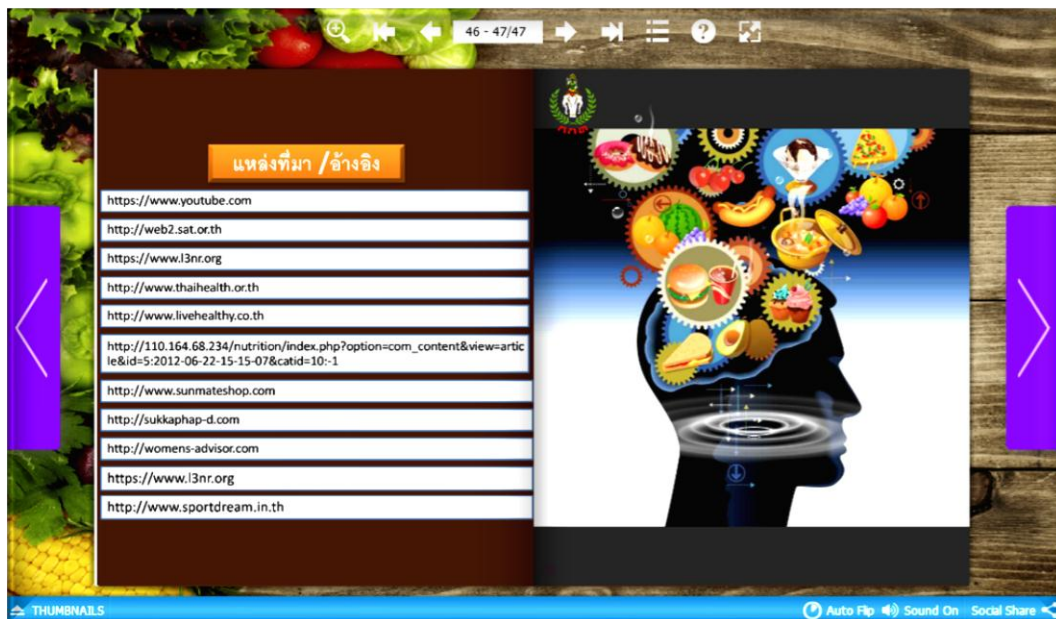 46 - 47/47
?
แหล่งที่มา /อ้างอิง
https://www.youtube.com
http://web2.sat.or.th
https://www.l3nr.org
http://www.thaihealth.or.th
http://www.livehealthy.co.th
http://110.164.68.234/nutrition/index.php?option=com_content&view=artic
le&id=5:2012-06-22-15-15-07&catid=10:-1
http://www.sunmateshop.com
http://sukkaphap-d.com
http://womens-advisor.com
https://www.l3nr.org
http://www.sportdream.in.th
กกท
THUMBNAILS
Auto Flip
Sound On
Social Share